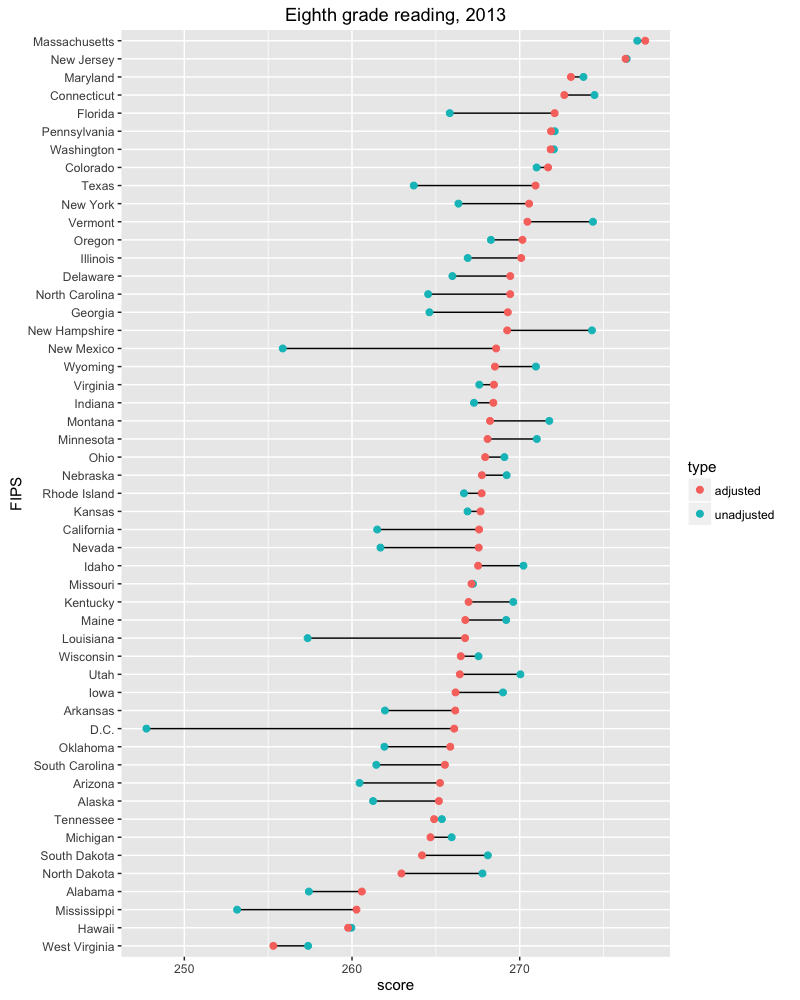 Eighth grade reading, 2013
Massachusetts
New Jersey
Maryland
Connecticut
Florida
Pennsylvania
Washington
Colorado
Texas
New York
Vermont
Oregon
Illinois
Delaware
North Carolina
Georgia
New Hampshire
New Mexico
Wyoming
Virginia
Indiana
Montana
Minnesota
Ohio
Nebraska
Rhode Island
Kansas
California
Nevada
Idaho
Missouri
Kentucky
Maine
Louisiana
Wisconsin
Utah
Iowa
Arkansas
D.C.
Oklahoma
South Carolina
Arizona
Alaska
Tennessee
Michigan
South Dakota
North Dakota
Alabama
Mississippi
Hawaii
West Virginia
FIPS
250 260 270
score
type
adjusted
unadjusted